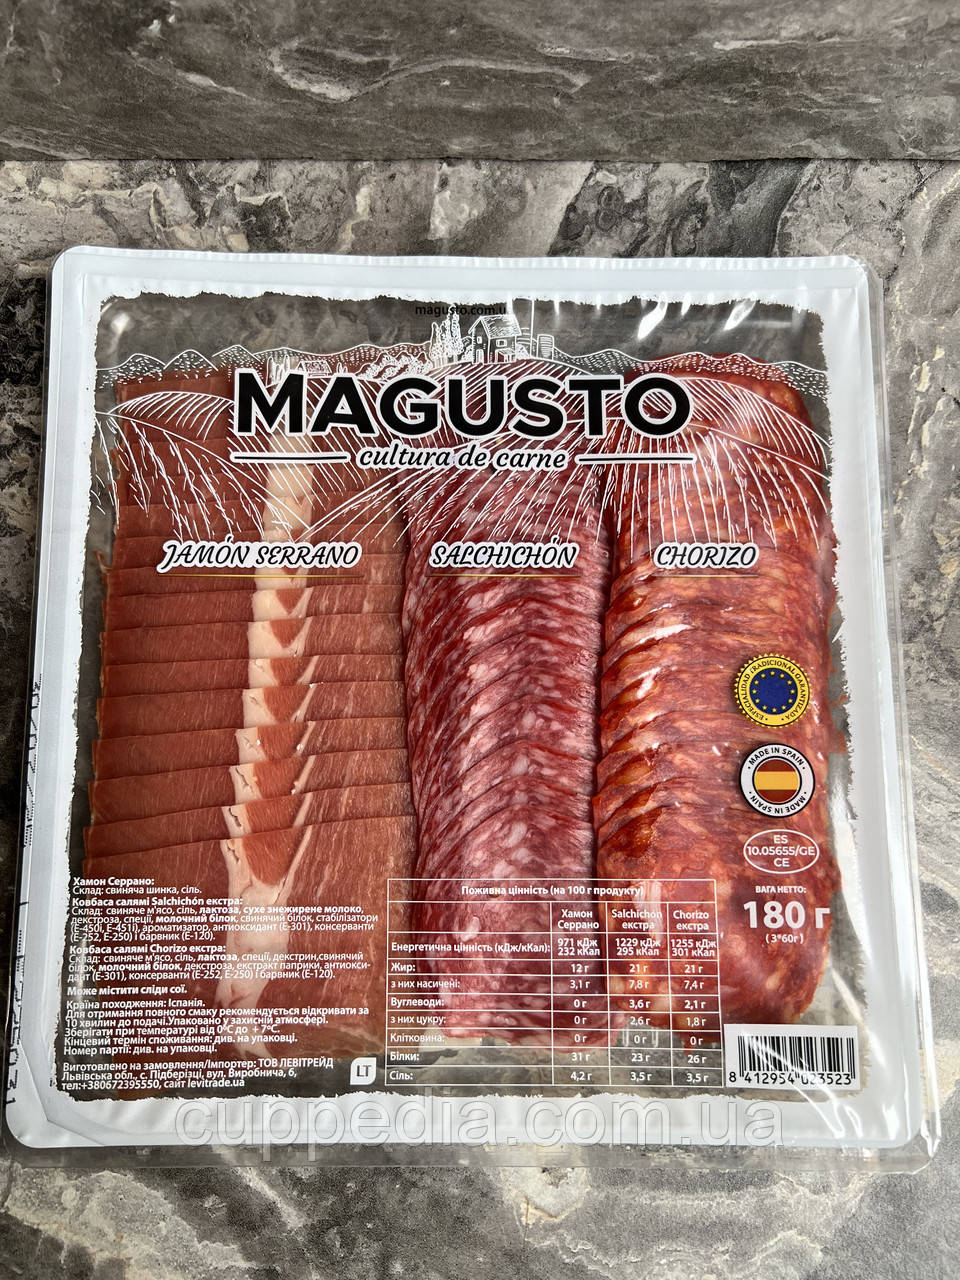 magusto.com.u
MAGUSTO
cultura de carne
JAMÓN SERRANO
SALCHICHÓN
CHORIZO
ESPECIALIDAD TRADICIONAL GARANTIZADA
MADE IN SPAIN
MADE IN SPAIN
ES
10.05655/GE
CE
ВАГА НЕТТО:
180 г
(3*60г)
Хамон Серрано:
Склад: свиняча шинка, сіль.
Ковбаса салямі Salchichón екстра:
Склад: свиняче м'ясо, сіль, лактоза, сухе знежирене молоко,
декстроза, спеції, молочний білок, свинячий білок, стабілізатори
(E-450i, E-451i), ароматизатор, антиоксидант (E-301), консерванти
(E-252, E-250) і барвник (E-120).
Ковбаса салямі Chorizo екстра:
Склад: свиняче м'ясо, сіль, лактоза, спеції, декстрин,свинячий
білок, молочний білок, декстроза, екстракт паприки, антиокси-
дант (E-301), консерванти (E-252, E-250) і барвник (E-120).
Може містити сліди сої.
Країна походження: Іспанія.
Для отримання повного смаку рекомендується відкривати за
10 хвилин до подачі.Упаковано у захисній атмосфері.
Зберігати при температурі від 0°C до +7°C.
Кінцевий термін споживання: див. на упаковці.
Номер партії: див. на упаковці.
Виготовлено на замовлення/Імпортер: ТОВ ЛЕВІТРЕЙД
Львівська обл., с. Підберізці, вул. Виробнича, 6,
тел.:+380672395550, сайт levitrade.ua
LT
Поживна цінність (на 100 г продукту)
Хамон Серрано Salchichon екстра Chorizo екстра
Енергетична цінність (кДж/кКал): 971 кДж 232 кКал 1229 кДж 295 кКал 1255 кДж 301 кКал
Жир: 12 г 21 г 21 г
з них насичені: 3,1 г 7,8 г 7,4 г
Вуглеводи: 0 г 3,6 г 2,1 г
з них цукру: 0 г 2,6 г 1,8 г
Клітковина: 0 г 0 г 0 г
Білки: 31 г 23 г 26 г
Сіль: 4,2 г 3,5 г 3,5 г
8 412954 023523
cuppedia.com.ua